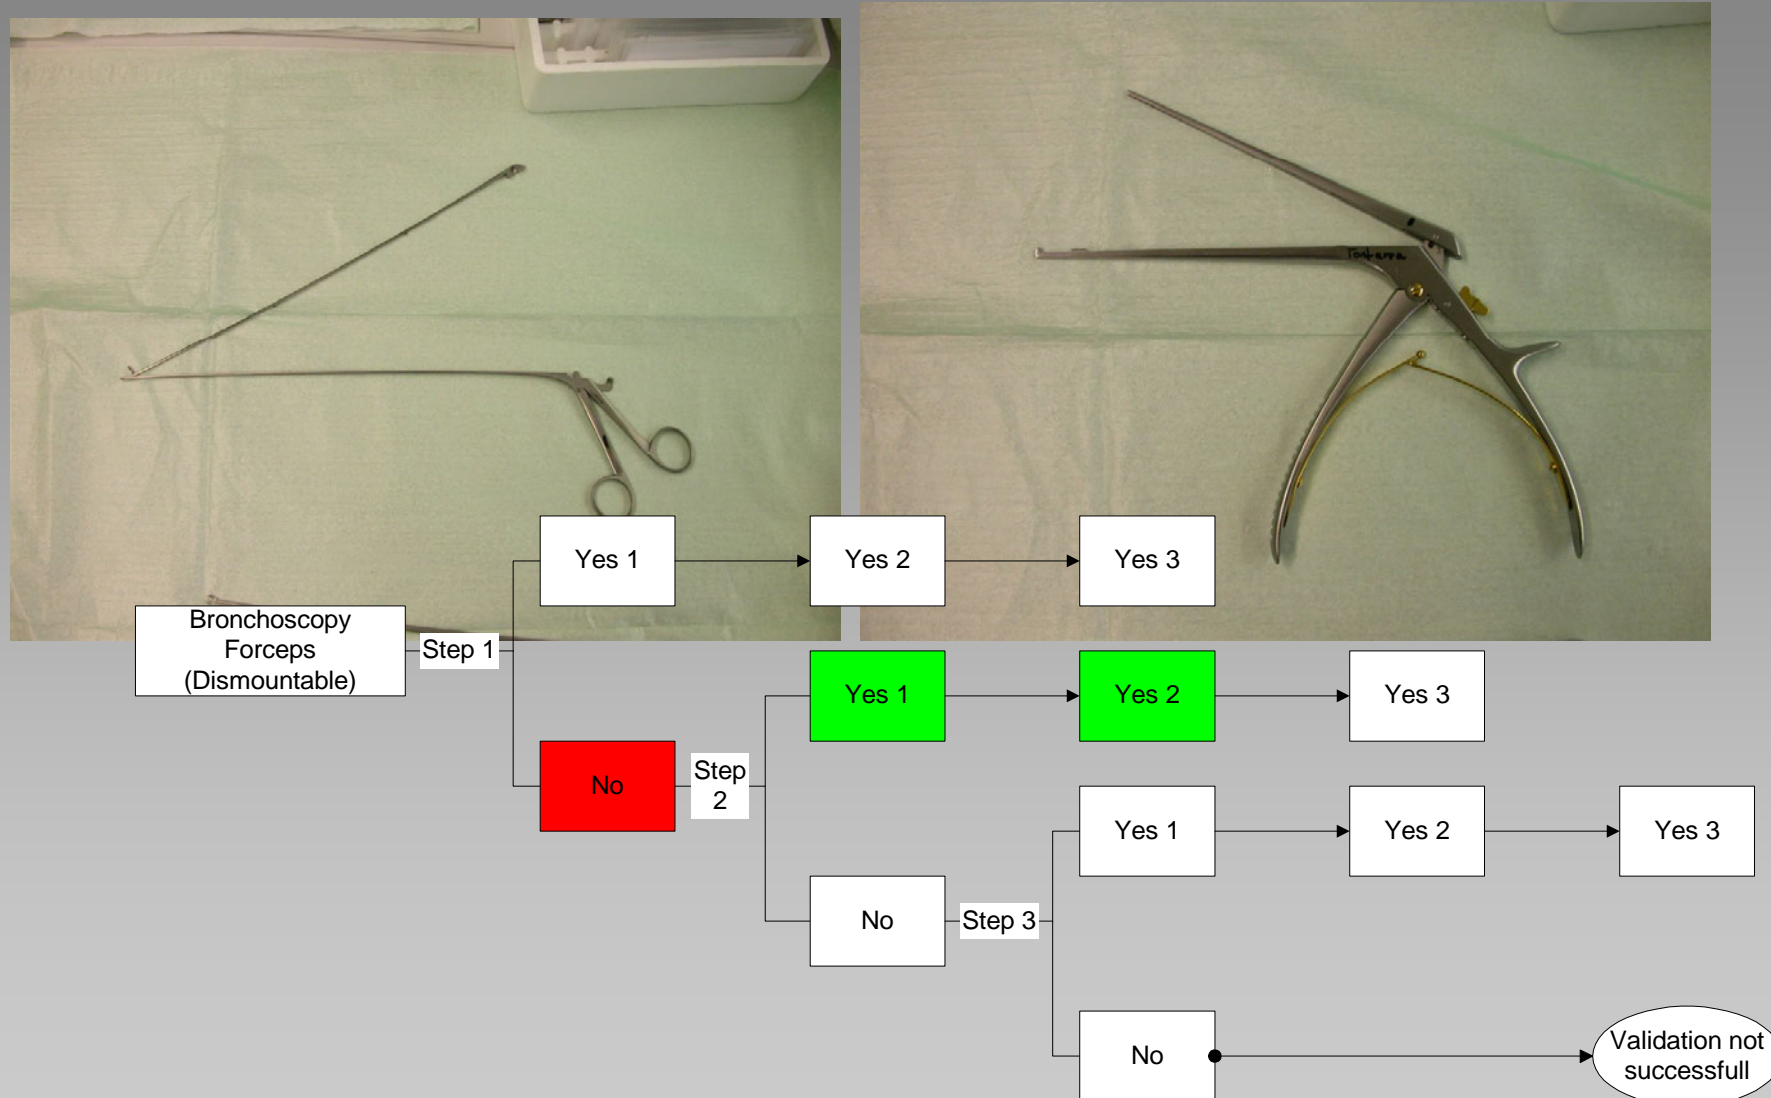 Tontarra
Yes 1
Yes 2
Yes 3
Bronchoscopy
Forceps
(Dismountable)
Step 1
Yes 1
Yes 2
Yes 3
No
Step
2
Yes 1
Yes 2
Yes 3
No
Step 3
No
Validation not
successfull